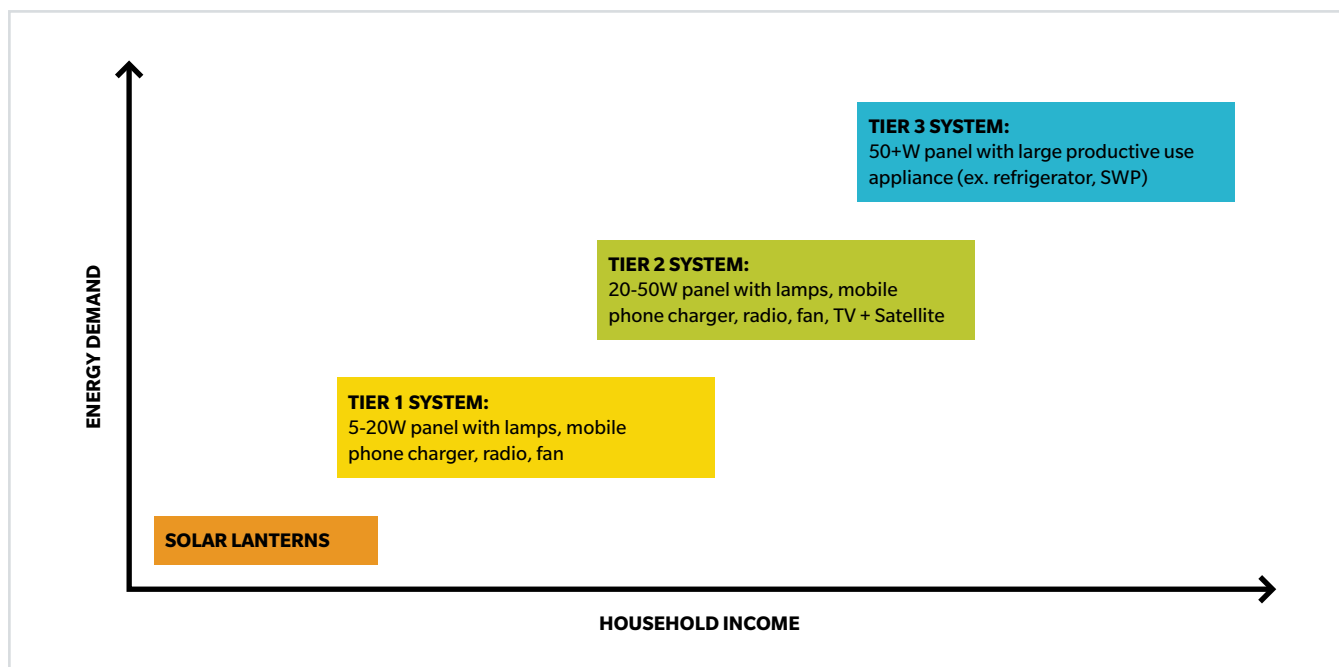 TIER 3 SYSTEM:
50+W panel with large productive use
appliance (ex. refrigerator, SWP)
TIER 2 SYSTEM:
20-50W panel with lamps, mobile
phone charger, radio, fan, TV + Satellite
ENERGY DEMAND
TIER 1 SYSTEM:
5-20W panel with lamps, mobile
phone charger, radio, fan
SOLAR LANTERNS
HOUSEHOLD INCOME